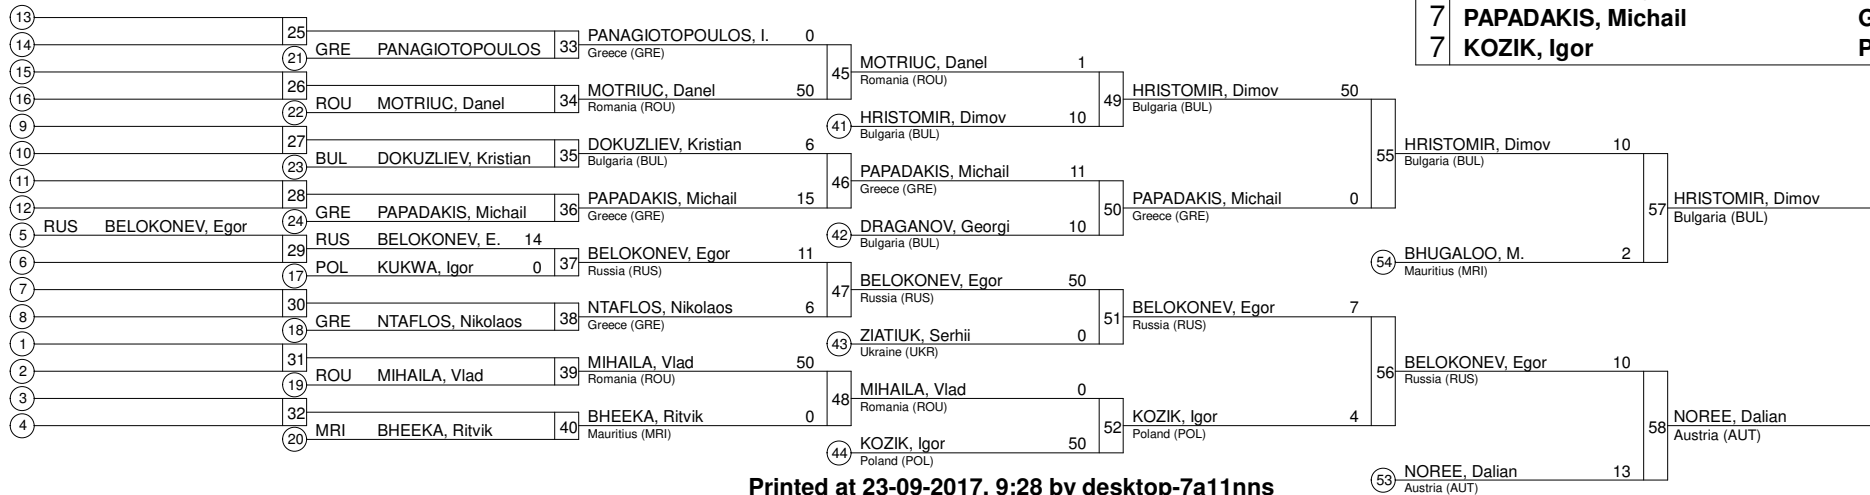 7 PAPADAKIS, Michail
7 KOZIK, Igor
13
14
15
16
9
10
11
12
5 RUS BELOKONEV, Egor
6
7
8
1
2
3
4
25
21 GRE PANAGIOTOPOULOS 33
26
22 ROU MOTRIUC, Danel 34
27
23 BUL DOKUZLIEV, Kristian 35
28
24 GRE PAPADAKIS, Michail 36
29 RUS BELOKONEV, E. 14
17 POL KUKWA, Igor 0 37
30
18 GRE NTAFLOS, Nikolaos 38
31
19 ROU MIHAILA, Vlad 39
32
20 MRI BHEEKA, Ritvik 40
PANAGIOTOPOULOS, I. 0
Greece (GRE)
45
MOTRIUC, Danel 50
Romania (ROU)
DOKUZLIEV, Kristian 6
Bulgaria (BUL)
46
PAPADAKIS, Michail 15
Greece (GRE)
BELOKONEV, Egor 11
Russia (RUS)
47
NTAFLOS, Nikolaos 6
Greece (GRE)
MIHAILA, Vlad 50
Romania (ROU)
48
BHEEKA, Ritvik 0
Mauritius (MRI)
MOTRIUC, Danel 1
Romania (ROU)
49
41 HRISTOMIR, Dimov 10
Bulgaria (BUL)
PAPADAKIS, Michail 11
Greece (GRE)
50
42 DRAGANOV, Georgi 10
Bulgaria (BUL)
BELOKONEV, Egor 50
Russia (RUS)
51
43 ZIATIUK, Serhii 0
Ukraine (UKR)
MIHAILA, Vlad 0
Romania (ROU)
52
44 KOZIK, Igor 50
Poland (POL)
HRISTOMIR, Dimov 50
Bulgaria (BUL)
55
PAPADAKIS, Michail 0
Greece (GRE)
BELOKONEV, Egor 7
Russia (RUS)
56
KOZIK, Igor 4
Poland (POL)
HRISTOMIR, Dimov 10
Bulgaria (BUL)
57
54 BHUGALOO, M. 2
Mauritius (MRI)
BELOKONEV, Egor 10
Russia (RUS)
58
53 NOREE, Dalian 13
Austria (AUT)
HRISTOMIR, Dimov
Bulgaria (BUL)
NOREE, Dalian
Austria (AUT)
Printed at 23-09-2017, 9:28 by desktop-7a11nns